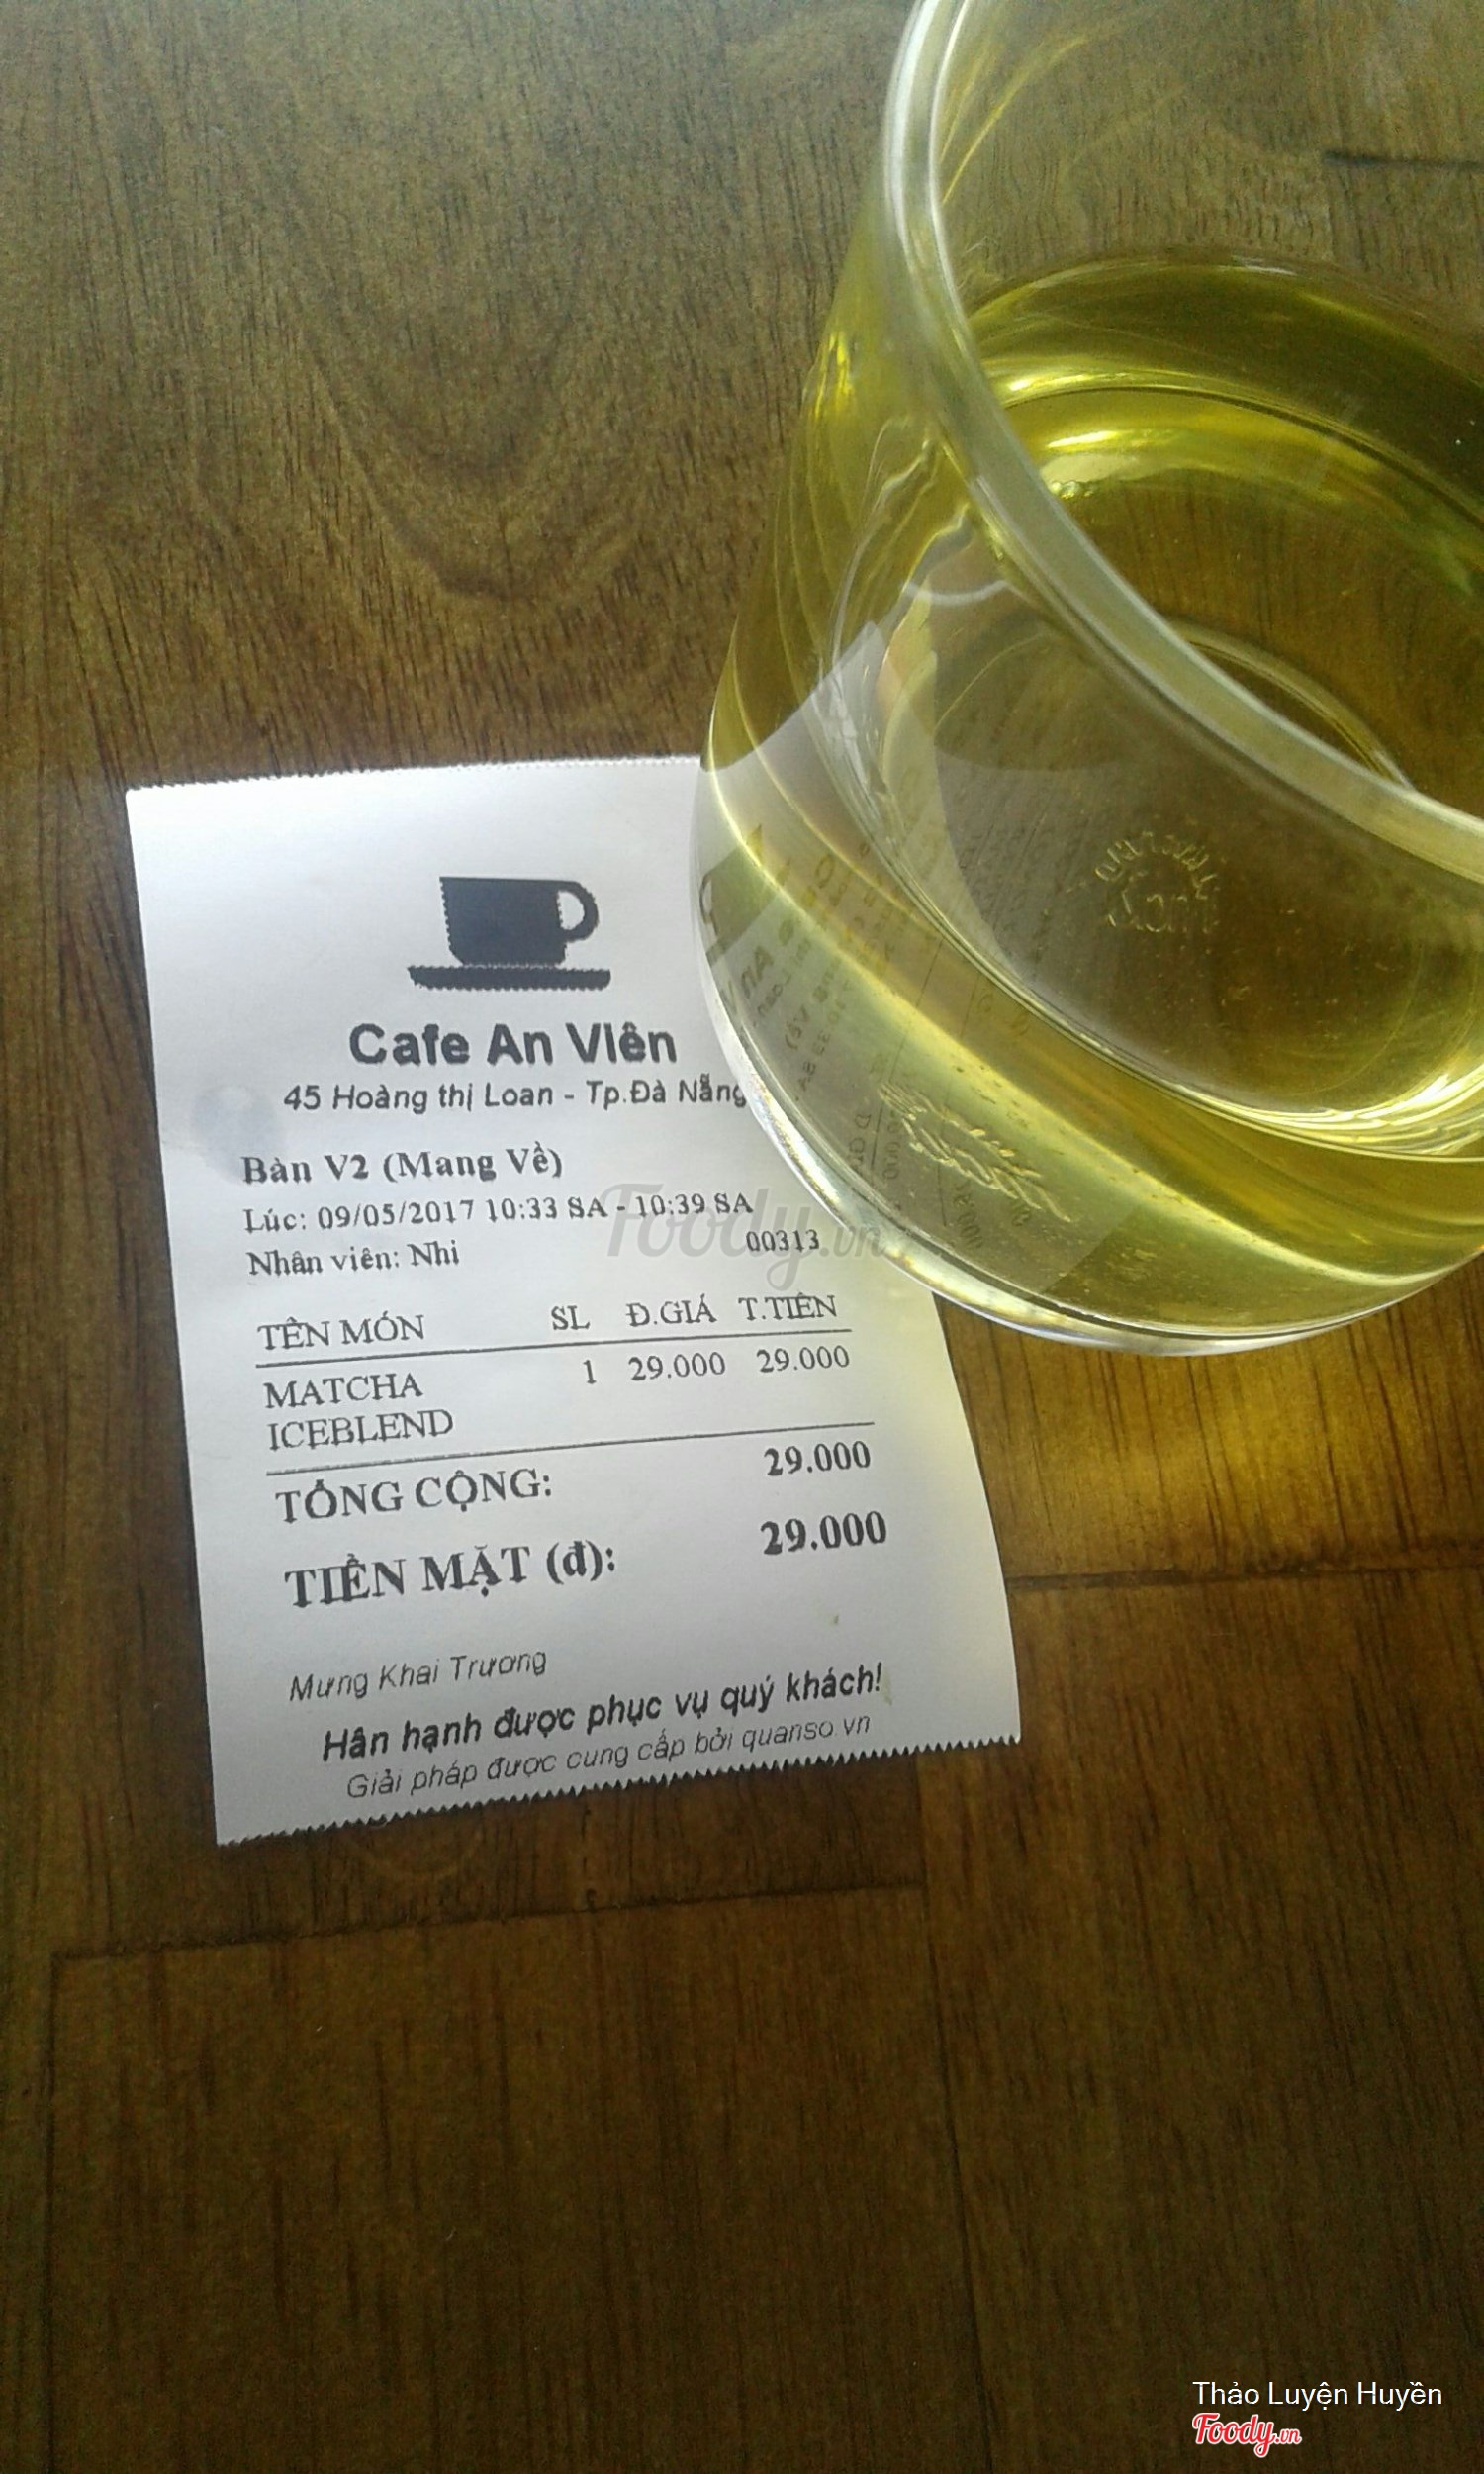 Cafe An Viên
45 Hoàng thị Loan - Tp.Đà Nẵng
Bàn V2 (Mang Về)
Lúc: 09/05/2017 10:33 SA - 10:39 SA
Nhân viên: Nhi 00313
TÊN MÓN SL Đ.GIÁ T.TIỀN
MATCHA 1 29.000 29.000
ICEBLEND
TỔNG CỘNG: 29.000
TIỀN MẶT (đ): 29.000
Mừng Khai Trương
Hân hạnh được phục vụ quý khách!
Giải pháp được cung cấp bởi quanso.vn
Foody.vn
Thảo Luyện Huyền
Foody.vn